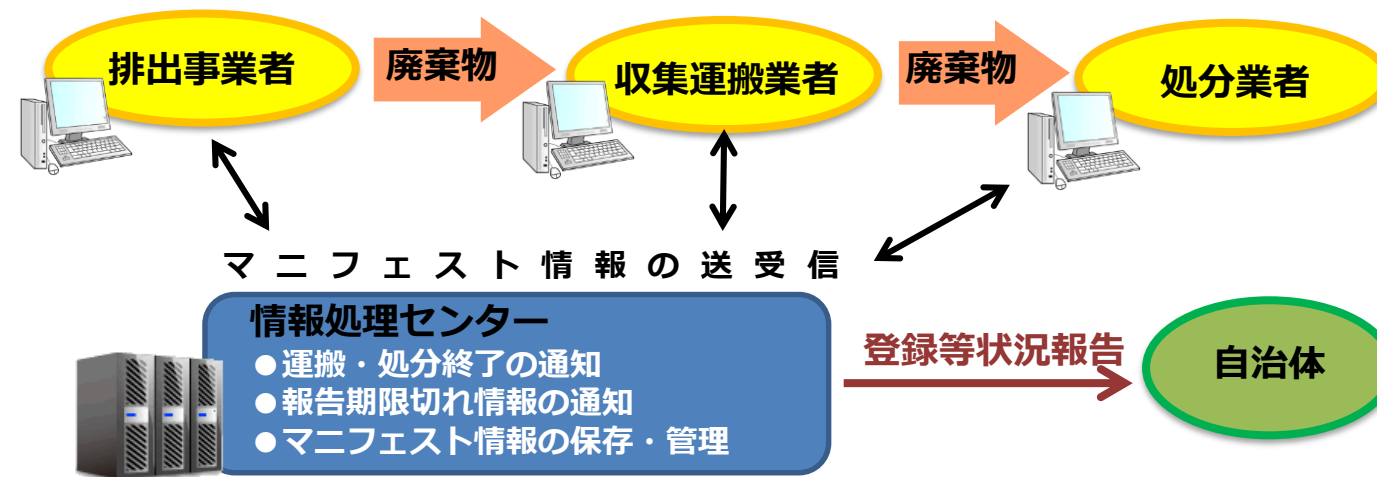 排出事業者
廃棄物
収集運搬業者
廃棄物
処分業者
マニフェスト情報の送受信
情報処理センター
●運搬・処分終了の通知
●報告期限切れ情報の通知
●マニフェスト情報の保存・管理
登録等状況報告
自治体